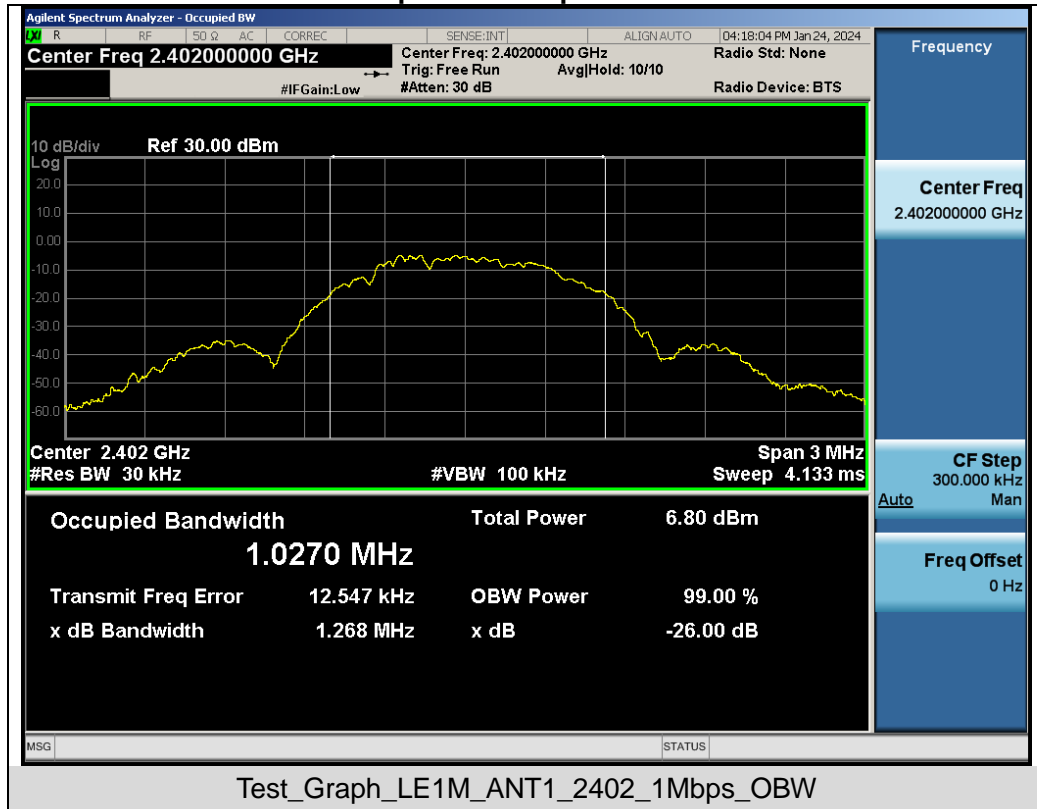 Agilent Spectrum Analyzer - Occupied BW
LXI R RF 50 Ω AC CORREC SENSE:INT ALIGN AUTO 04:18:04 PM Jan 24, 2024
Center Freq 2.402000000 GHz Center Freq: 2.402000000 GHz Radio Std: None
Trig: Free Run Avg|Hold: 10/10
#IFGain:Low #Atten: 30 dB Radio Device: BTS
10 dB/div Ref 30.00 dBm
Log
20.0
10.0
0.00
-10.0
-20.0
-30.0
-40.0
-50.0
-60.0
Center 2.402 GHz Span 3 MHz
#Res BW 30 kHz #VBW 100 kHz Sweep 4.133 ms
Occupied Bandwidth Total Power 6.80 dBm
1.0270 MHz
Transmit Freq Error 12.547 kHz OBW Power 99.00 %
x dB Bandwidth 1.268 MHz x dB -26.00 dB
Frequency
Center Freq
2.402000000 GHz
CF Step
300.000 kHz
Auto Man
Freq Offset
0 Hz
MSG STATUS
Test_Graph_LE1M_ANT1_2402_1Mbps_OBW